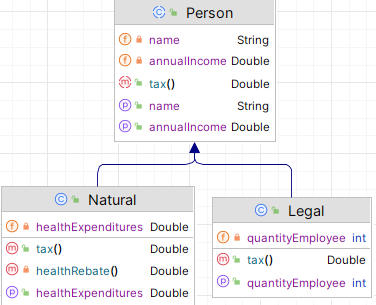 Person
name String
annualIncome Double
tax() Double
name String
annualIncome Double
Natural
healthExpenditures Double
tax() Double
healthRebate() Double
healthExpenditures Double
Legal
quantityEmployee int
tax() Double
quantityEmployee int